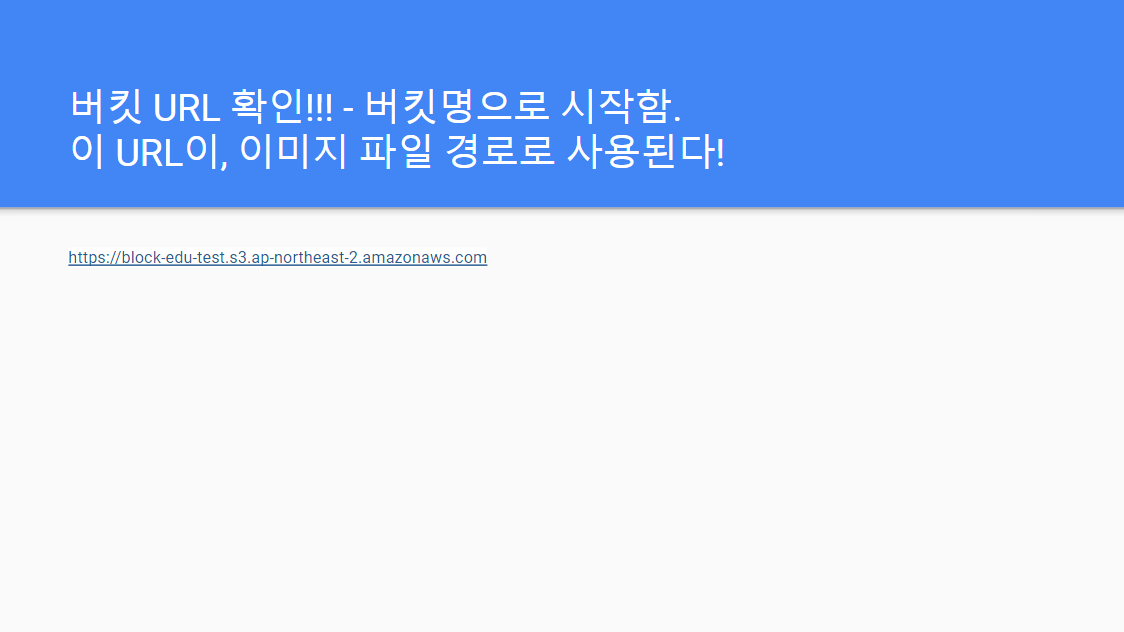 버킷 URL 확인!!! - 버킷명으로 시작함.
이 URL이, 이미지 파일 경로로 사용된다!
https://block-edu-test.s3.ap-northeast-2.amazonaws.com